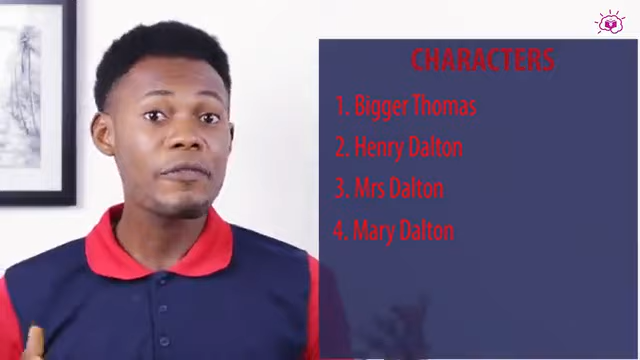 CHARACTERS
1. Bigger Thomas
2. Henry Dalton
3. Mrs Dalton
4. Mary Dalton